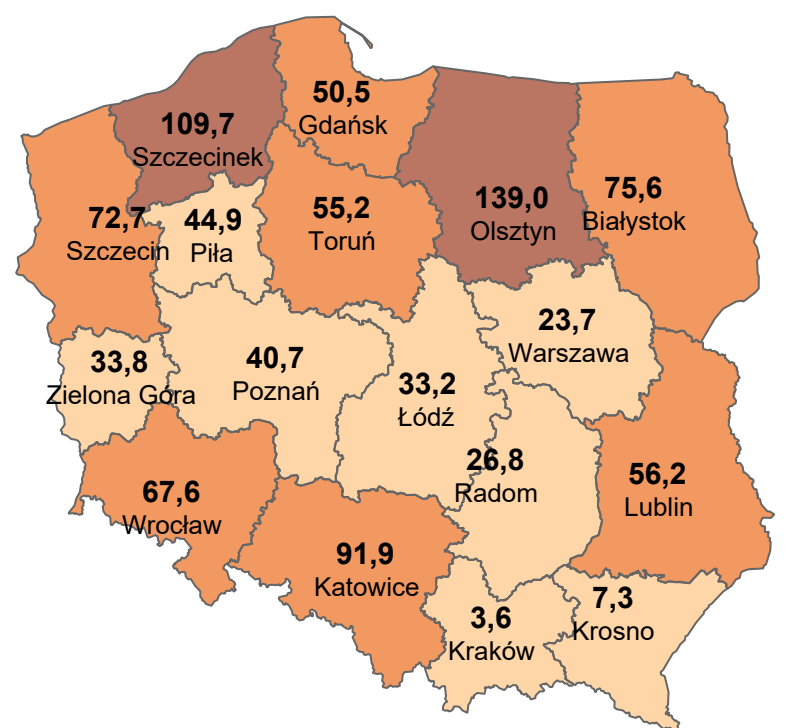 50,5
Gdańsk
109,7
Szczecinek
139,0
Olsztyn
75,6
Białystok
72,7
Szczecin
44,9
Piła
55,2
Toruń
23,7
Warszawa
33,8
Zielona Góra
40,7
Poznań
33,2
Łódź
26,8
Radom
56,2
Lublin
67,6
Wrocław
91,9
Katowice
3,6
Kraków
7,3
Krosno